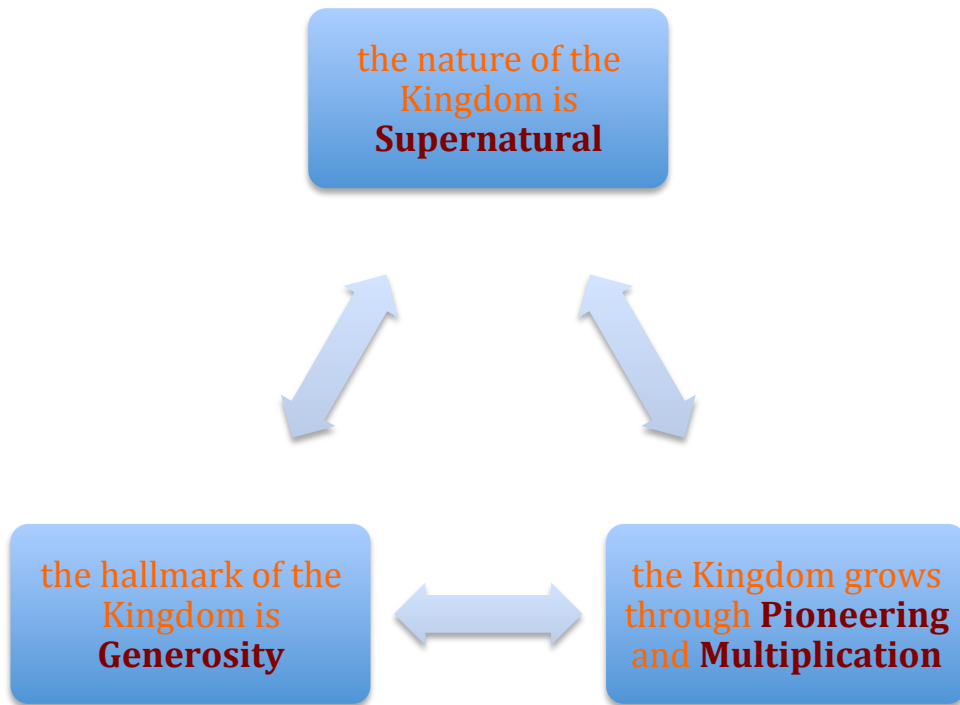 the nature of the
Kingdom is
Supernatural
the hallmark of the
Kingdom is
Generosity
the Kingdom grows
through Pioneering
and Multiplication